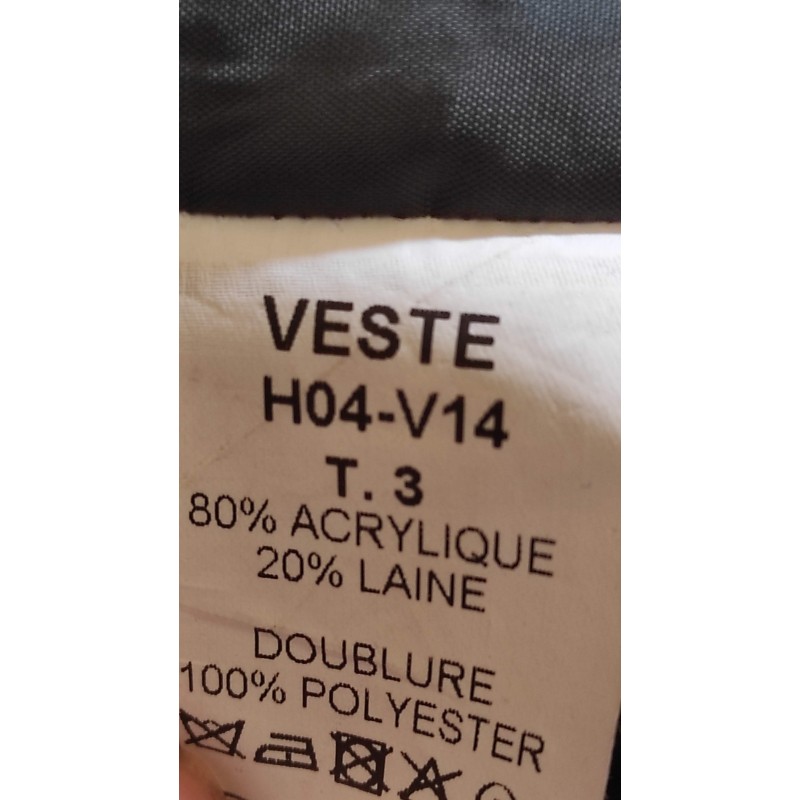 VESTE
H04-V14
T. 3
80% ACRYLIQUE
20% LAINE
DOUBLURE
100% POLYESTER